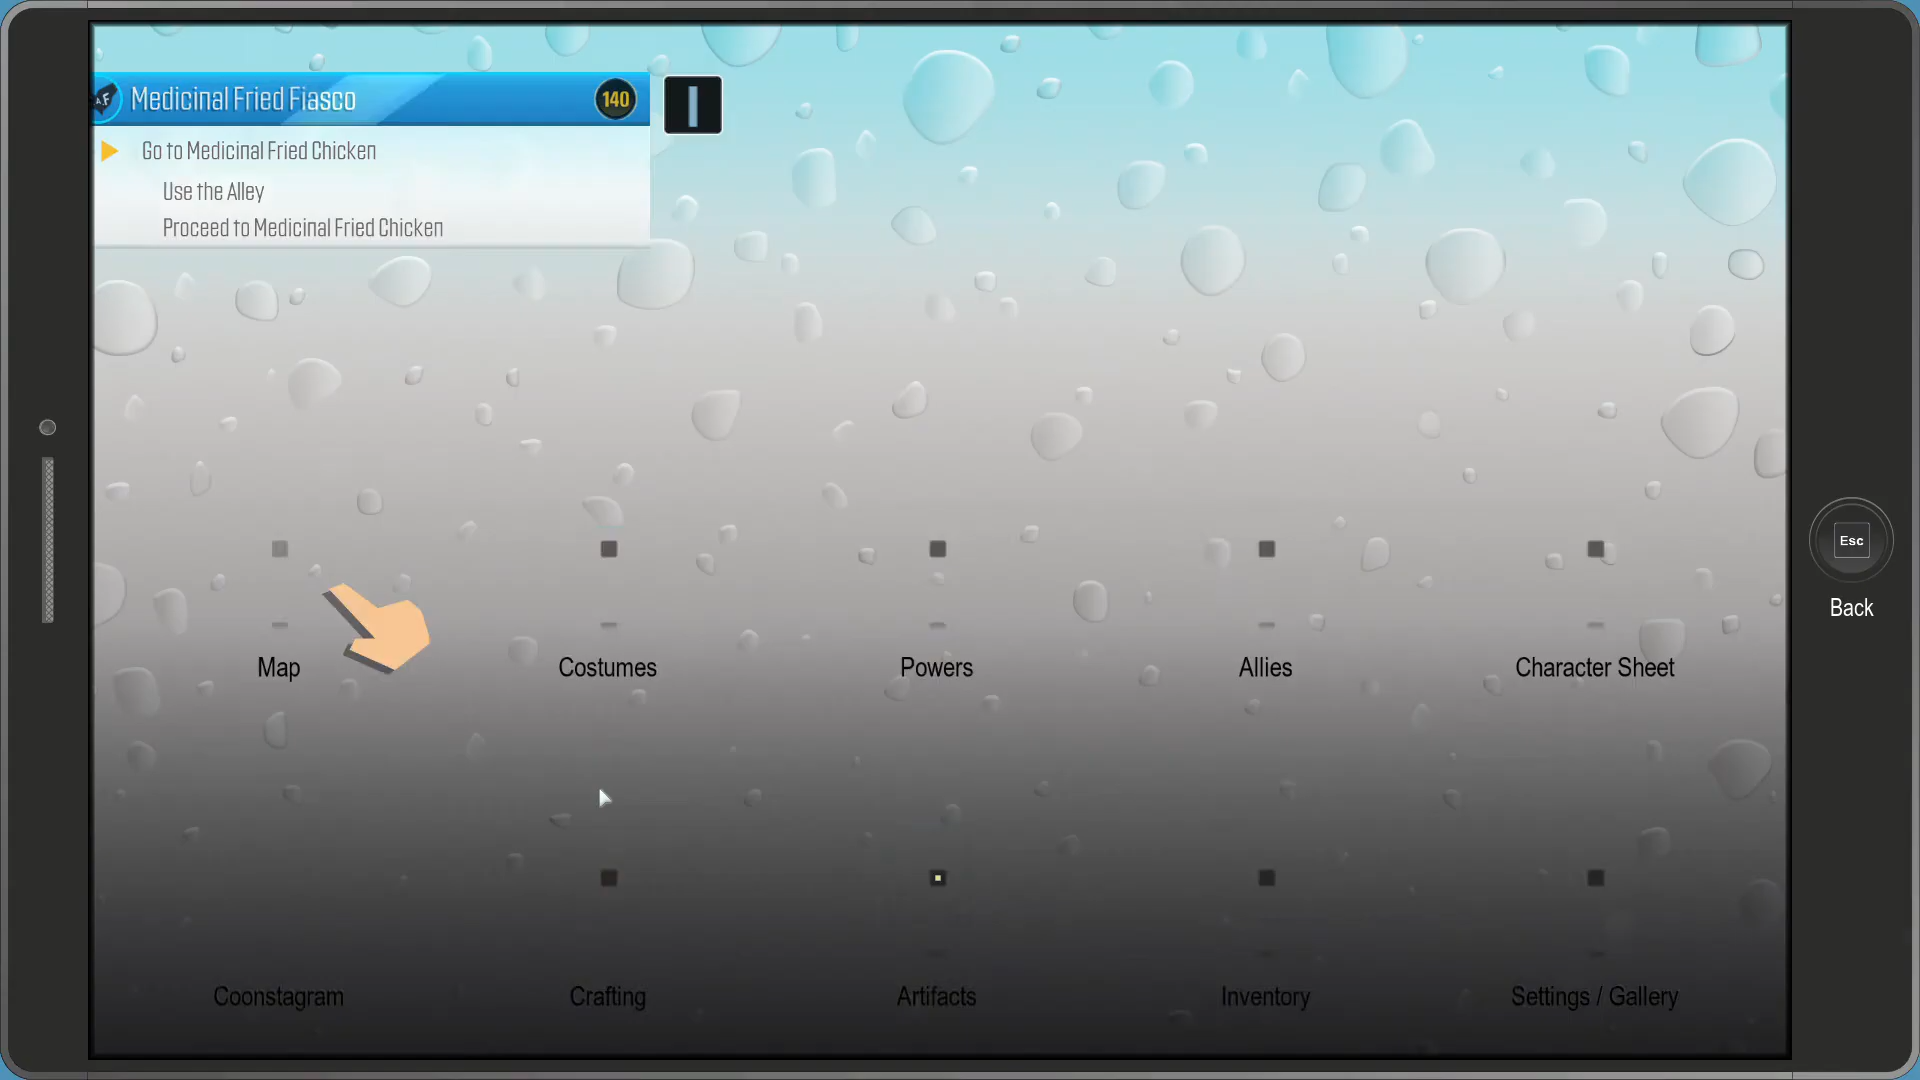 Medicinal Fried Fiasco
140
Go to Medicinal Fried Chicken
Use the Alley
Proceed to Medicinal Fried Chicken
Esc
Back
Map
Costumes
Powers
Allies
Character Sheet
Coonstagram
Crafting
Artifacts
Inventory
Settings / Gallery